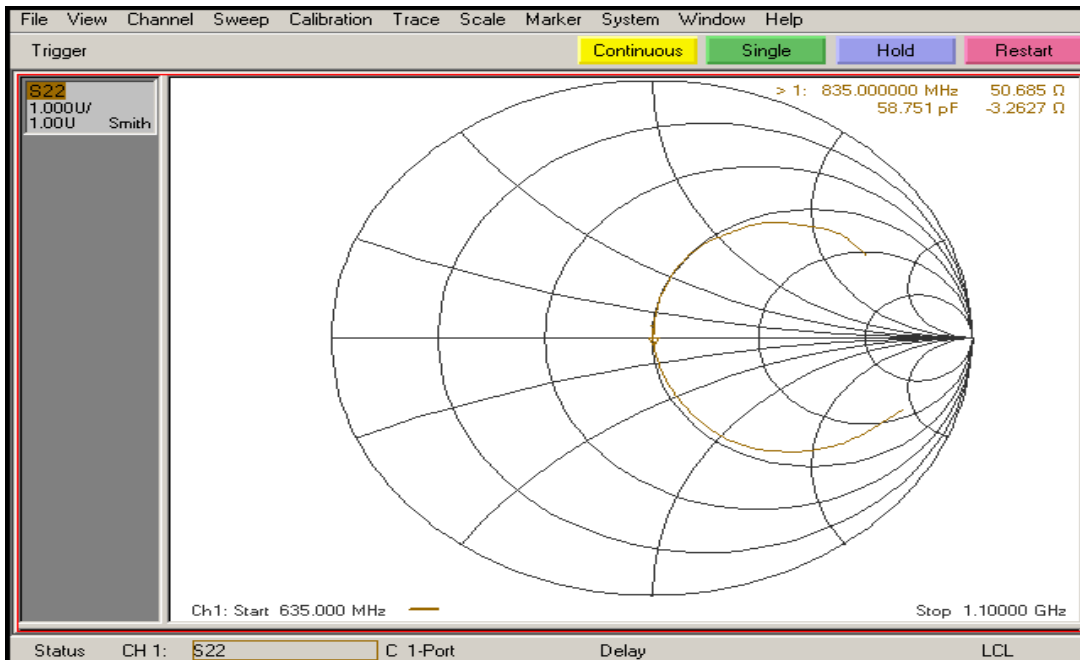 File View Channel Sweep Calibration Trace Scale Marker System Window Help
Trigger Continuous Single Hold Restart
S22
1.000U/
1.00U Smith
> 1: 835.000000 MHz 50.685 Ω
58.751 pF -3.2627 Ω
Ch1: Start 635.000 MHz Stop 1.10000 GHz
Status CH 1: S22 C 1-Port Delay LCL